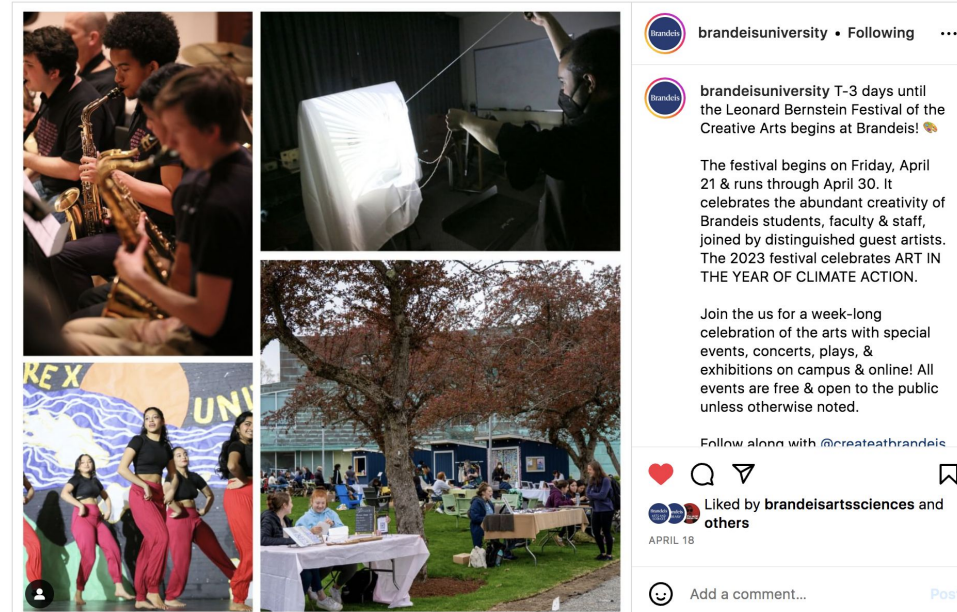 REX
UNI
Brandeis
brandeisuniversity • Following
Brandeis
brandeisuniversity T-3 days until
the Leonard Bernstein Festival of the
Creative Arts begins at Brandeis! 🎨
The festival begins on Friday, April
21 & runs through April 30. It
celebrates the abundant creativity of
Brandeis students, faculty & staff,
joined by distinguished guest artists.
The 2023 festival celebrates ART IN
THE YEAR OF CLIMATE ACTION.
Join the us for a week-long
celebration of the arts with special
events, concerts, plays, &
exhibitions on campus & online! All
events are free & open to the public
unless otherwise noted.
Follow along with @createatbrandeis
Liked by brandeisartssciences and
others
APRIL 18
Add a comment...
Pos